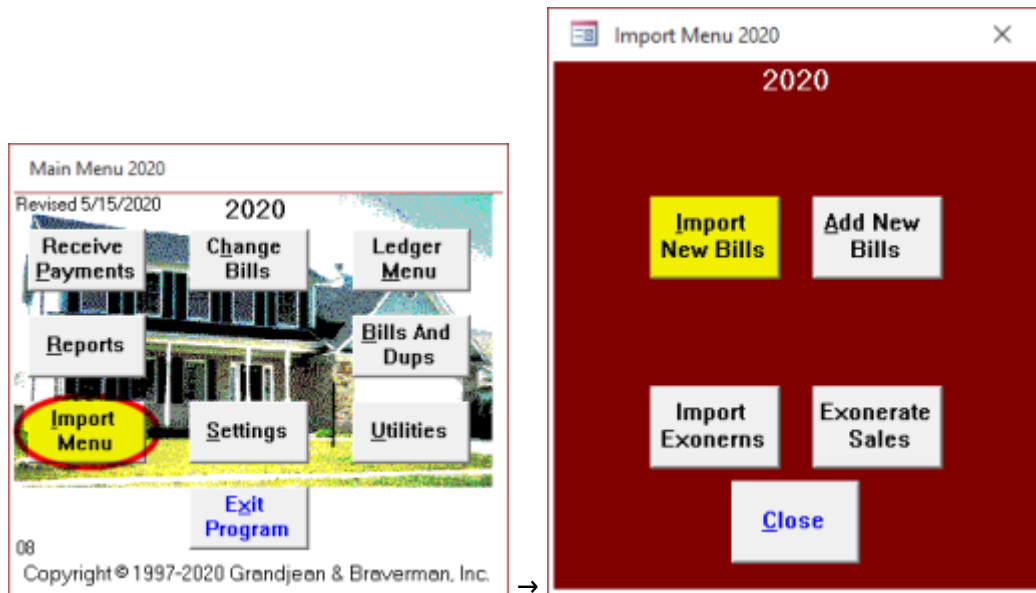 Main Menu 2020
Revised 5/15/2020
2020
Receive
Payments
Change
Bills
Ledger
Menu
Reports
Bills And
Dups
Import
Menu
Settings
Utilities
Exit
Program
08
Copyright © 1997-2020 Grandjean & Braverman, Inc.
→
Import Menu 2020
2020
Import
New Bills
Add New
Bills
Import
Exonerns
Exonerate
Sales
Close